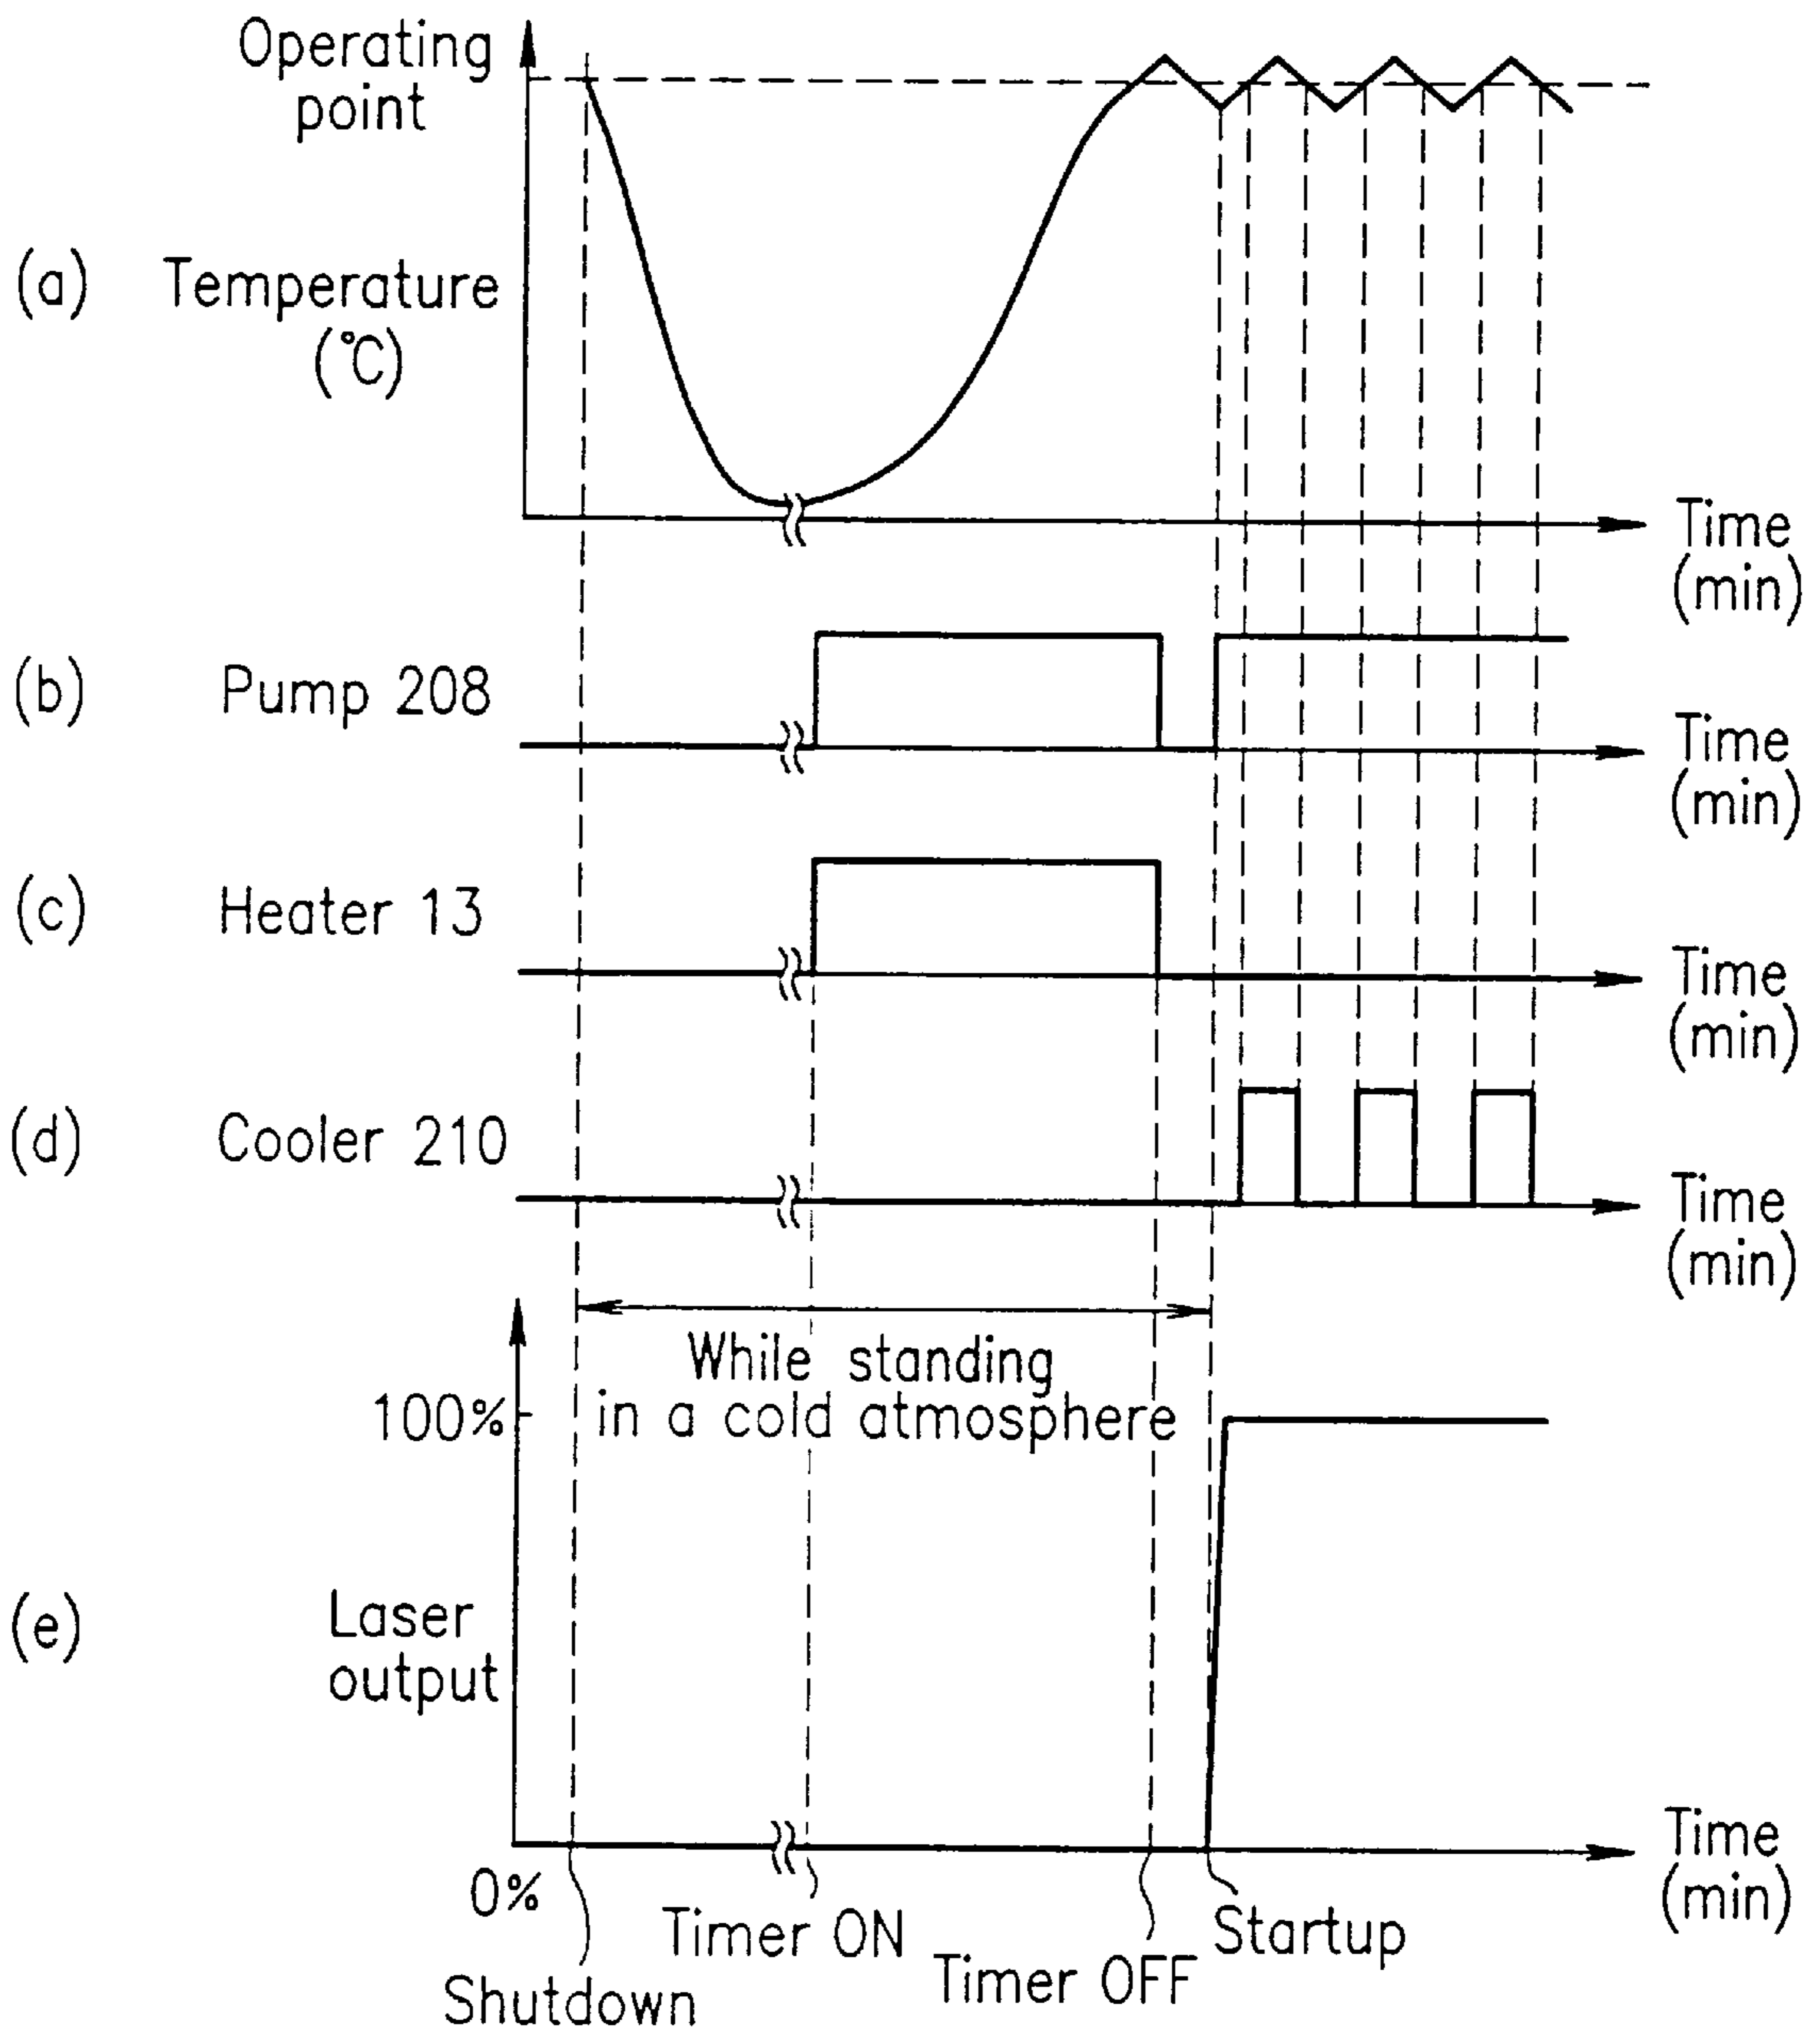 Operating
point
(a) Temperature
(°C)
Time
(min)
(b) Pump 208
Time
(min)
(c) Heater 13
Time
(min)
(d) Cooler 210
Time
(min)
While standing
in a cold atmosphere
100%
(e) Laser
output
Time
(min)
0%
Timer ON
Startup
Timer OFF
Shutdown